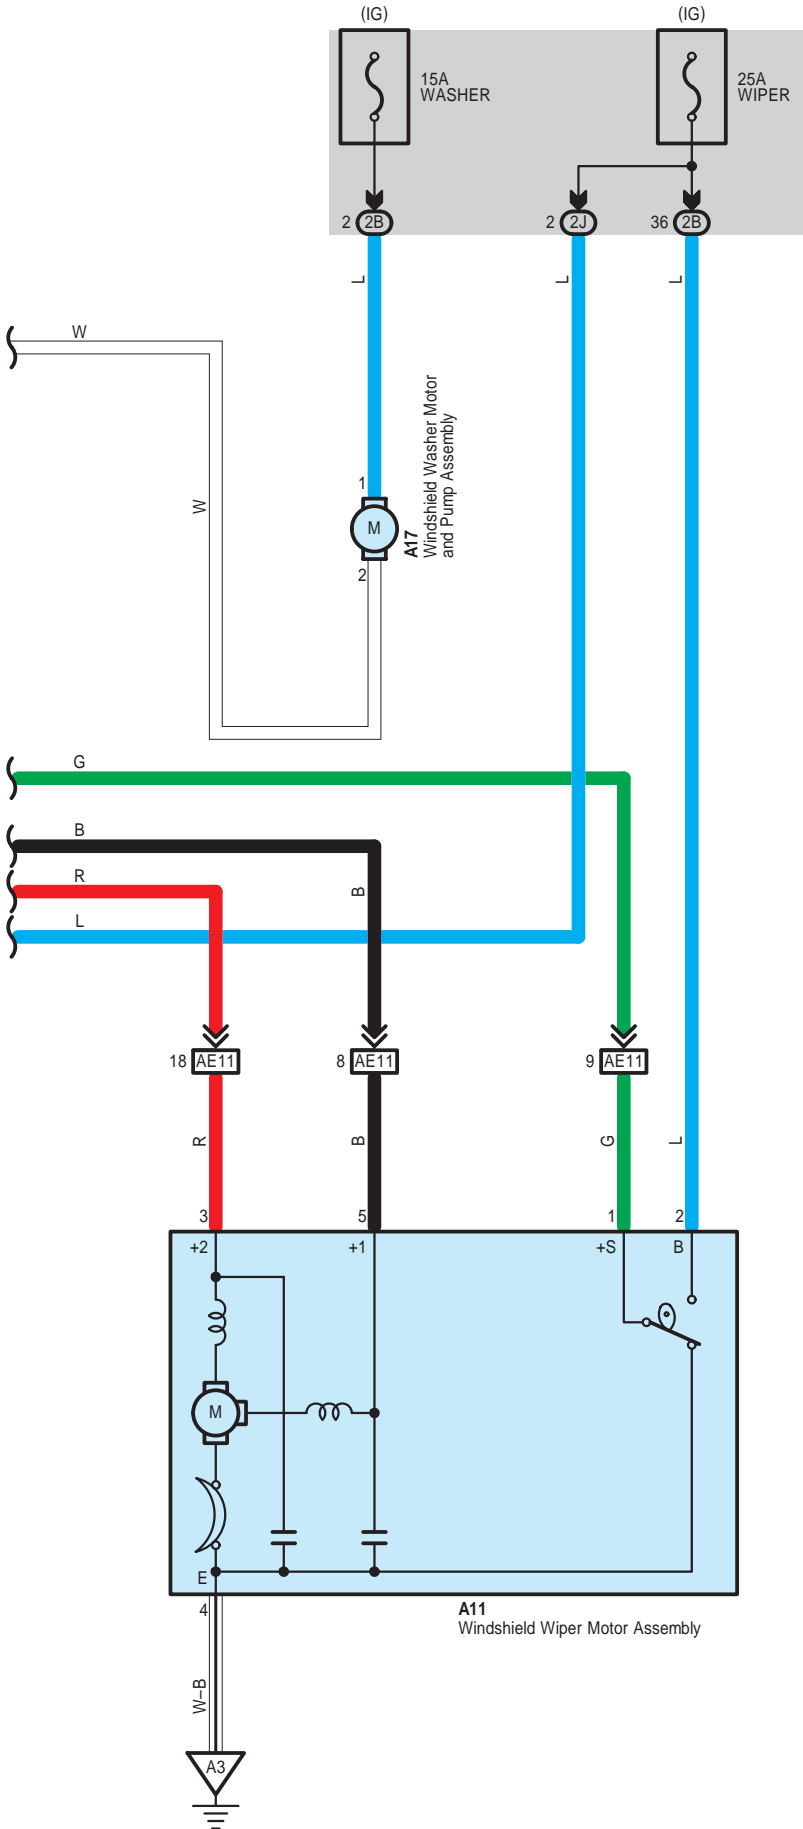 (IG)
(IG)
15A
WASHER
25A
WIPER
2 2B
2 2J
36 2B
L
L
L
W
W
1
M
2
A17
Windshield Washer Motor
and Pump Assembly
G
B
R
B
L
18 AE11
8 AE11
9 AE11
R
B
G
L
3
5
1
2
+2
+1
+S
B
M
E
4
A11
Windshield Wiper Motor Assembly
W–B
A3